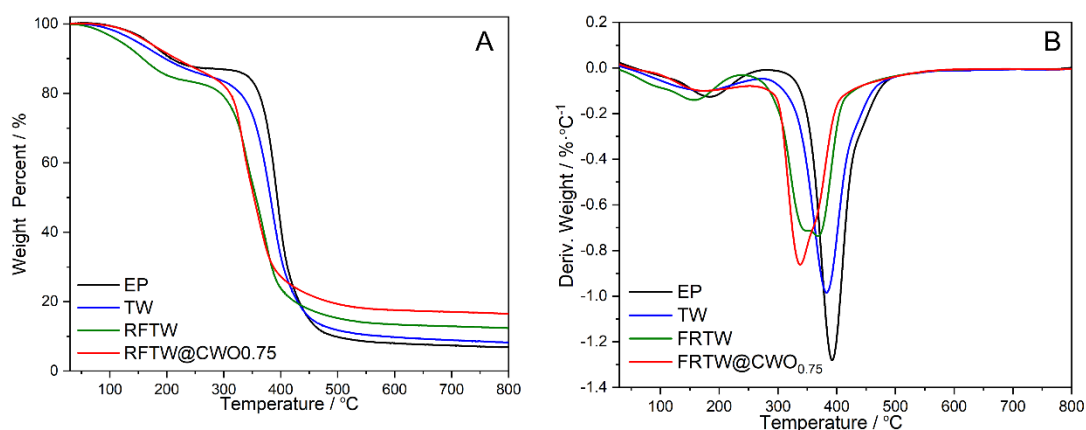 A
Weight Percent / %
100
80
60
40
20
0
EP
TW
RFTW
RFTW@CWO0.75
100 200 300 400 500 600 700 800
Temperature / °C
B
Deriv. Weight / %·°C⁻¹
0.2
0.0
-0.2
-0.4
-0.6
-0.8
-1.0
-1.2
-1.4
EP
TW
FRTW
FRTW@CWO₀.₇₅
100 200 300 400 500 600 700 800
Temperature / °C